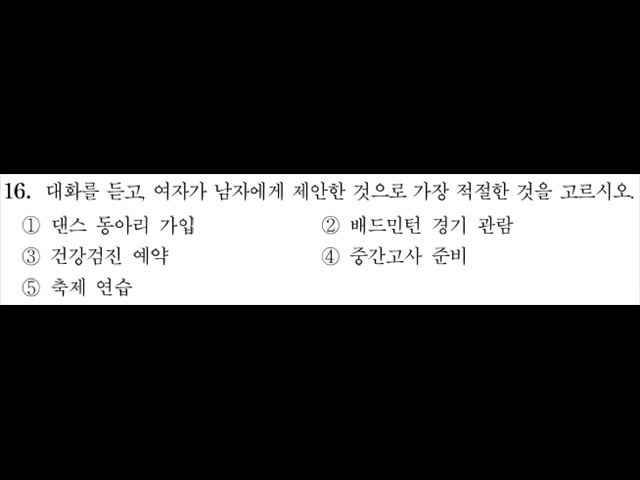 16. 대화를 듣고, 여자가 남자에게 제안한 것으로 가장 적절한 것을 고르시오.
① 댄스 동아리 가입 ② 배드민턴 경기 관람
③ 건강검진 예약 ④ 중간고사 준비
⑤ 축제 연습